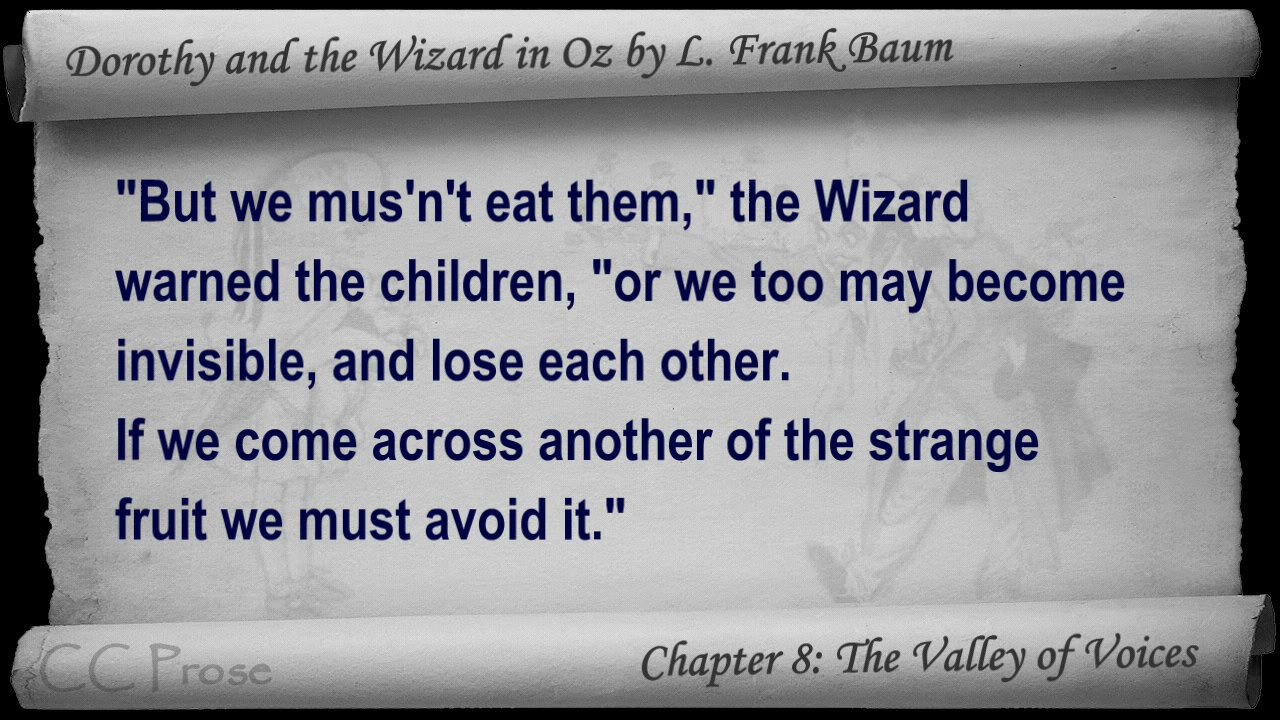 Dorothy and the Wizard in Oz by L. Frank Baum
"But we mus'n't eat them," the Wizard
warned the children, "or we too may become
invisible, and lose each other.
If we come across another of the strange
fruit we must avoid it."
CC Prose
Chapter 8: The Valley of Voices